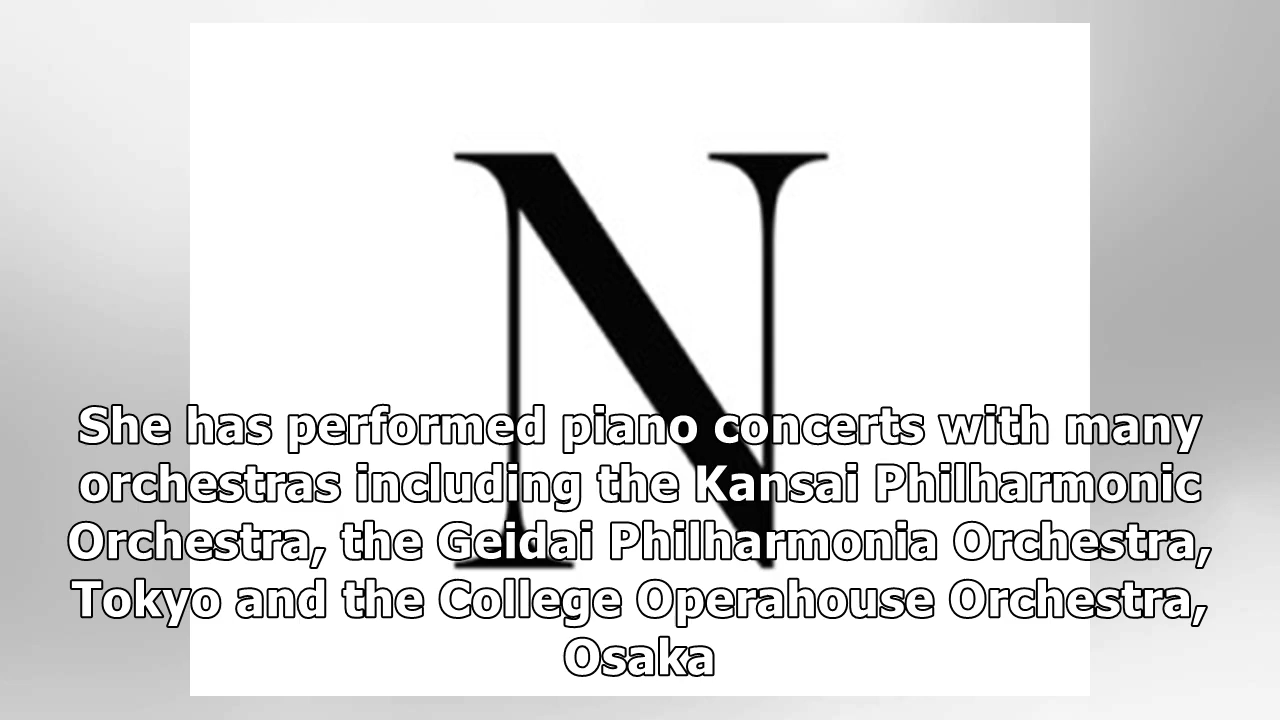 N
She has performed piano concerts with many
orchestras including the Kansai Philharmonic
Orchestra, the Geidai Philharmonia Orchestra,
Tokyo and the College Operahouse Orchestra,
Osaka